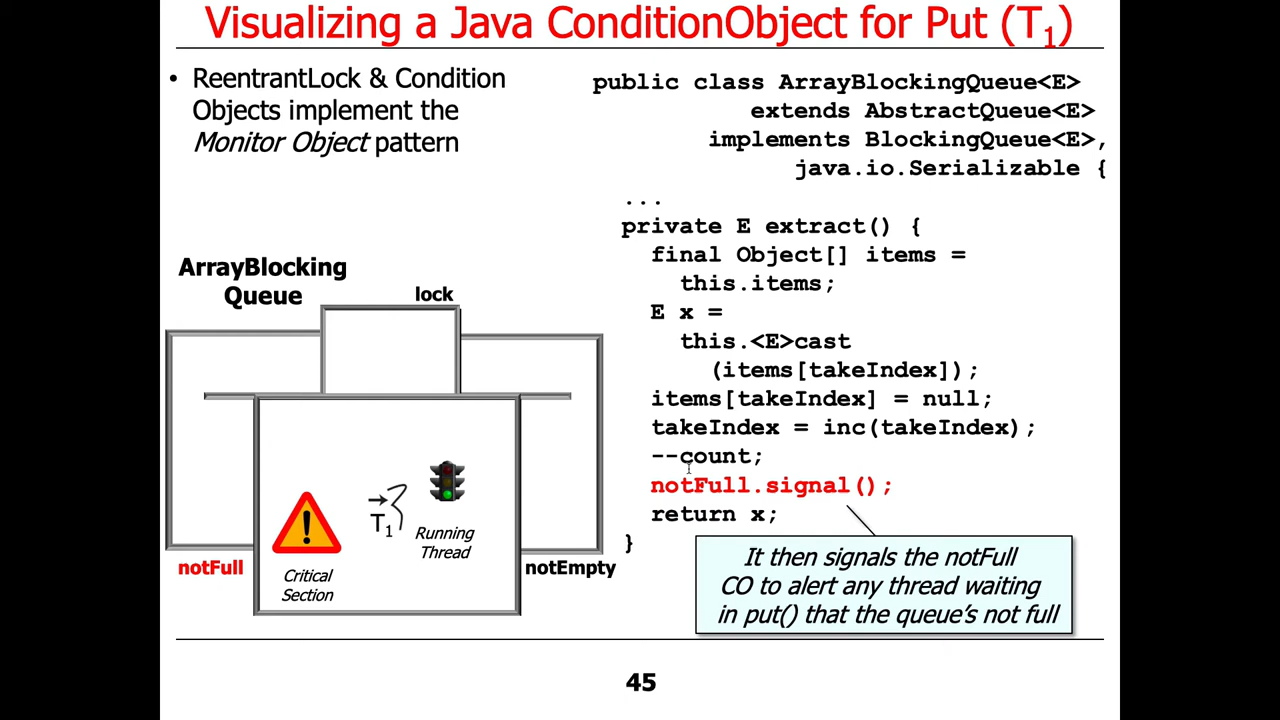 Visualizing a Java ConditionObject for Put (T1)
• ReentrantLock & Condition
Objects implement the
Monitor Object pattern
public class ArrayBlockingQueue<E>
extends AbstractQueue<E>
implements BlockingQueue<E>,
java.io.Serializable {
...
private E extract() {
final Object[] items =
this.items;
E x =
this.<E>cast
(items[takeIndex]);
items[takeIndex] = null;
takeIndex = inc(takeIndex);
--count;
notFull.signal();
return x;
}
ArrayBlocking
Queue
lock
T1
Running
Thread
Critical
Section
notFull
notEmpty
It then signals the notFull
CO to alert any thread waiting
in put() that the queue's not full
45